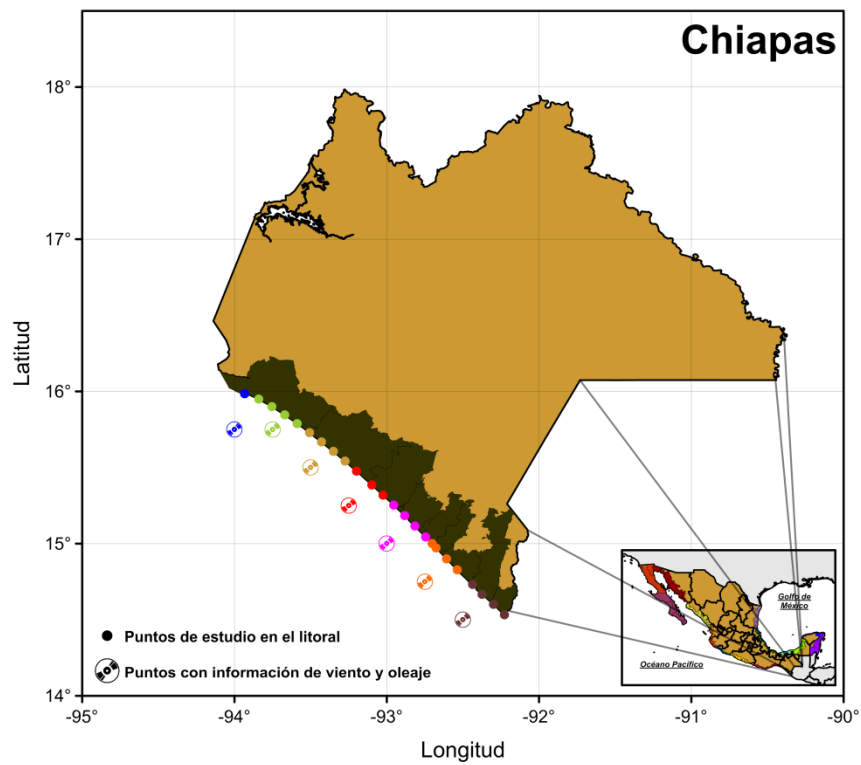 Chiapas
18°
17°
16°
15°
14°
Latitud
Golfo de
México
Océano Pacífico
Puntos de estudio en el litoral
Puntos con información de viento y oleaje
-95° -94° -93° -92° -91° -90°
Longitud